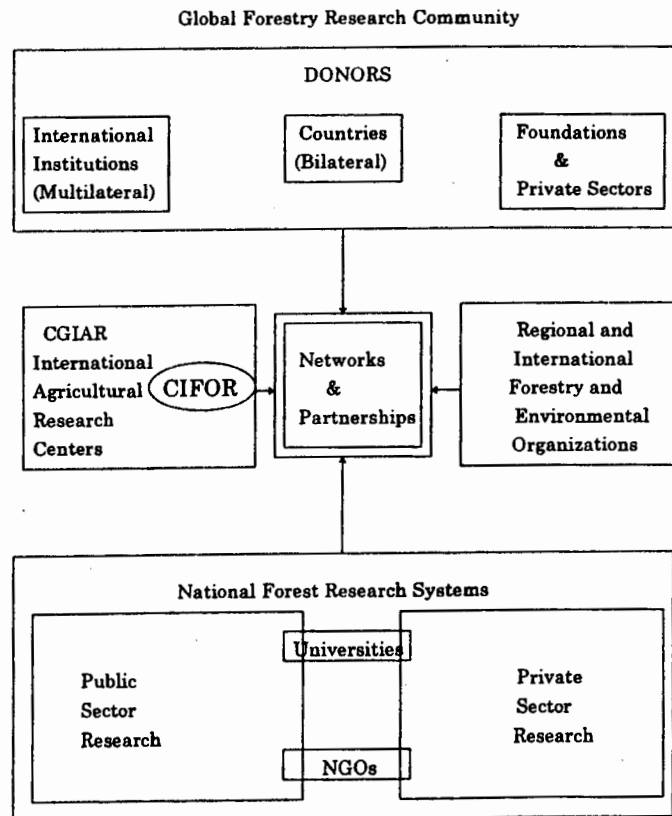 Global Forestry Research Community
DONORS
International
Institutions
(Multilateral)
Countries
(Bilateral)
Foundations
&
Private Sectors
CGIAR
International
Agricultural
Research
Centers
CIFOR
Networks
&
Partnerships
Regional and
International
Forestry and
Environmental
Organizations
National Forest Research Systems
Public
Sector
Research
Universities
NGOs
Private
Sector
Research